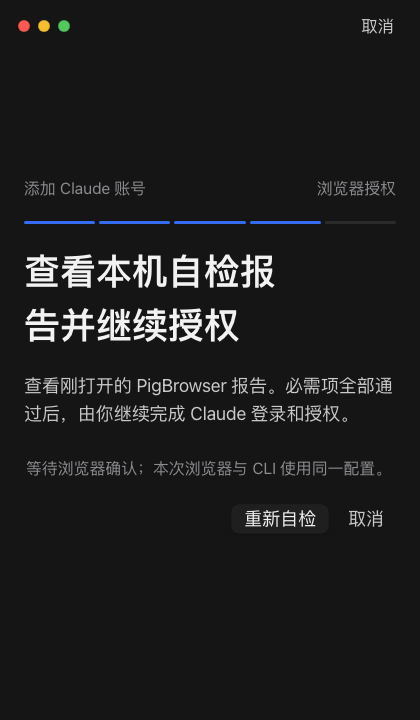 取消
添加 Claude 账号
浏览器授权
查看本机自检报
告并继续授权
查看刚打开的 PigBrowser 报告。必需项全部通
过后，由你继续完成 Claude 登录和授权。
等待浏览器确认；本次浏览器与 CLI 使用同一配置。
重新自检
取消